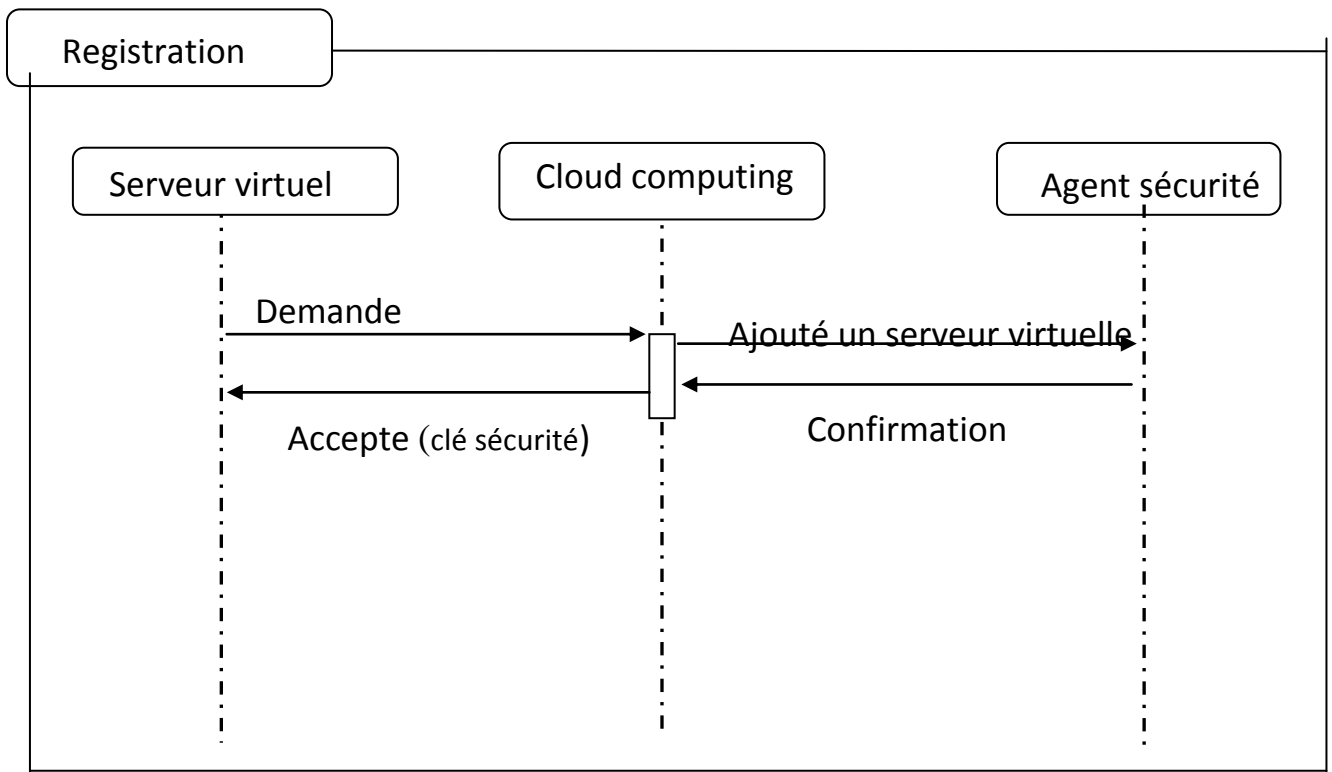 Registration
Serveur virtuel
Cloud computing
Agent sécurité
Demande
Ajouté un serveur virtuelle
Accepte (clé sécurité)
Confirmation